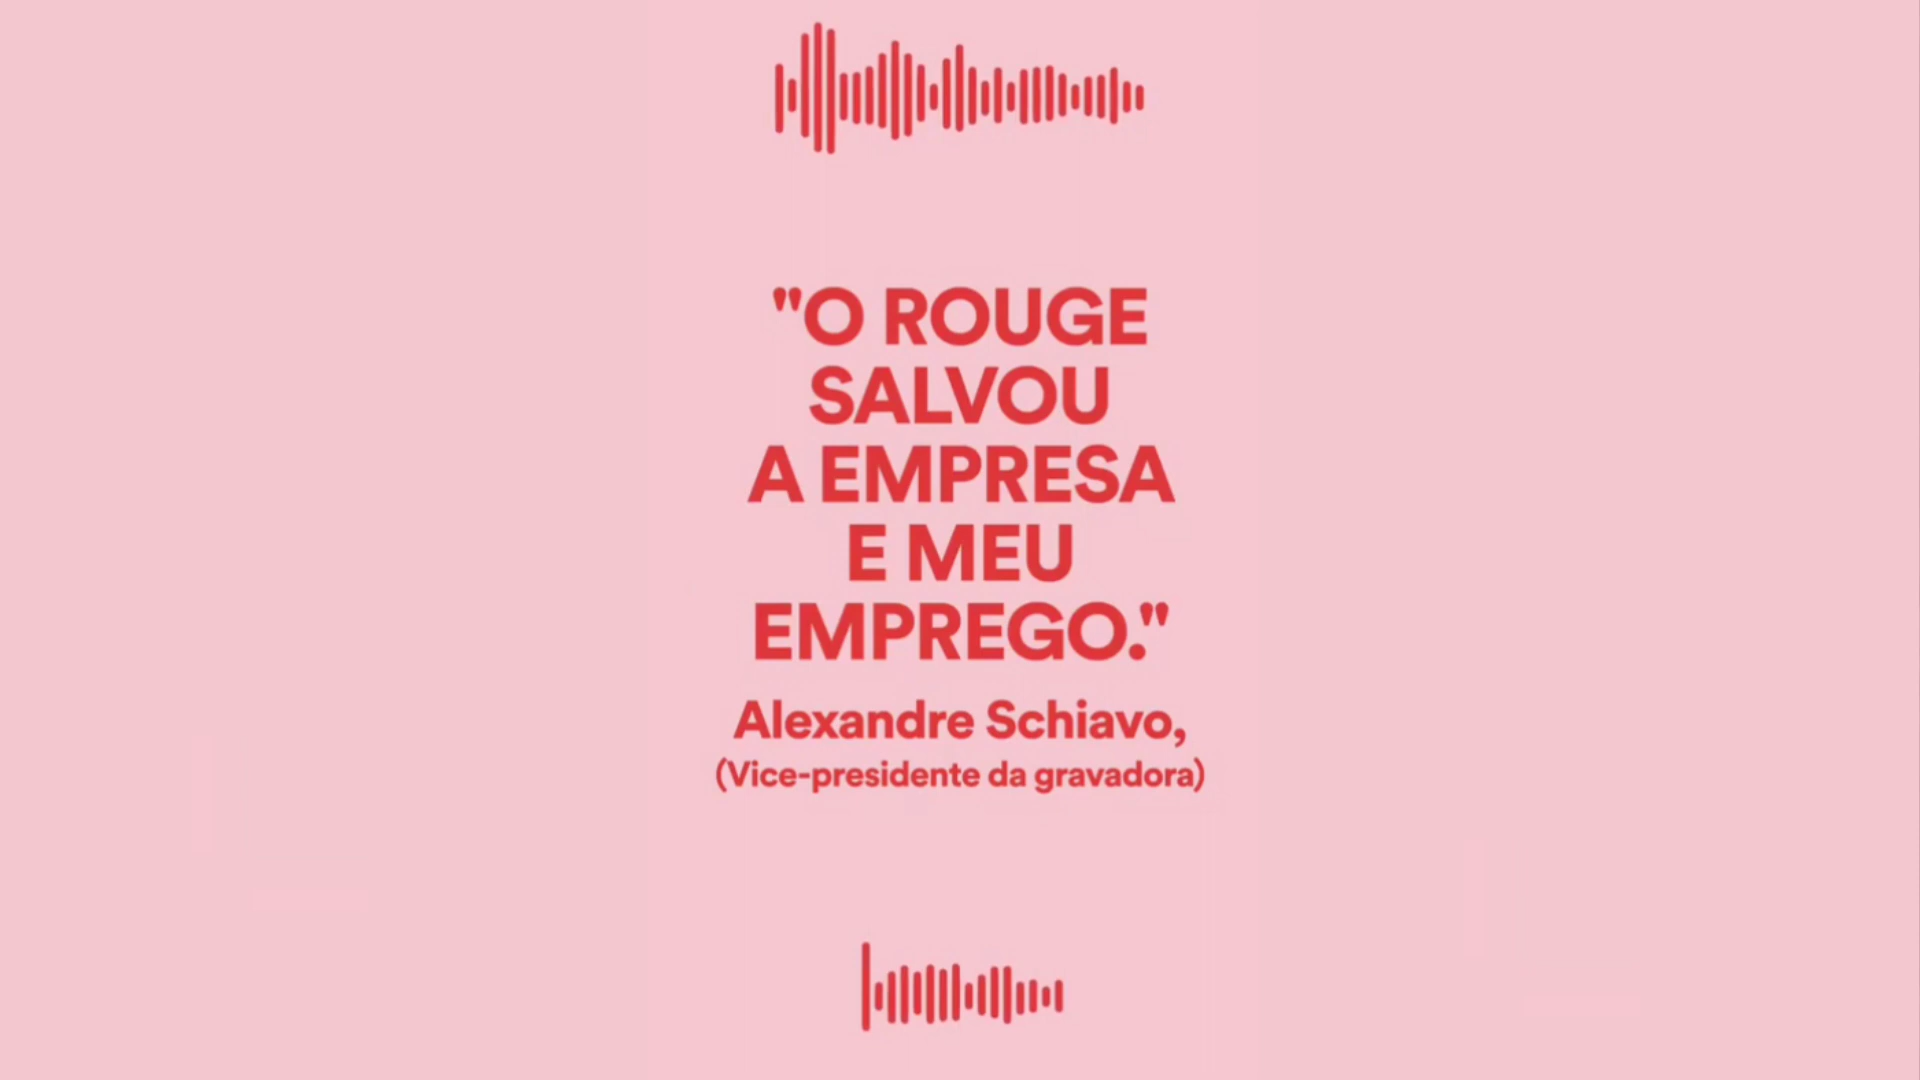 "O ROUGE
SALVOU
A EMPRESA
E MEU
EMPREGO."
Alexandre Schiavo,
(Vice-presidente da gravadora)